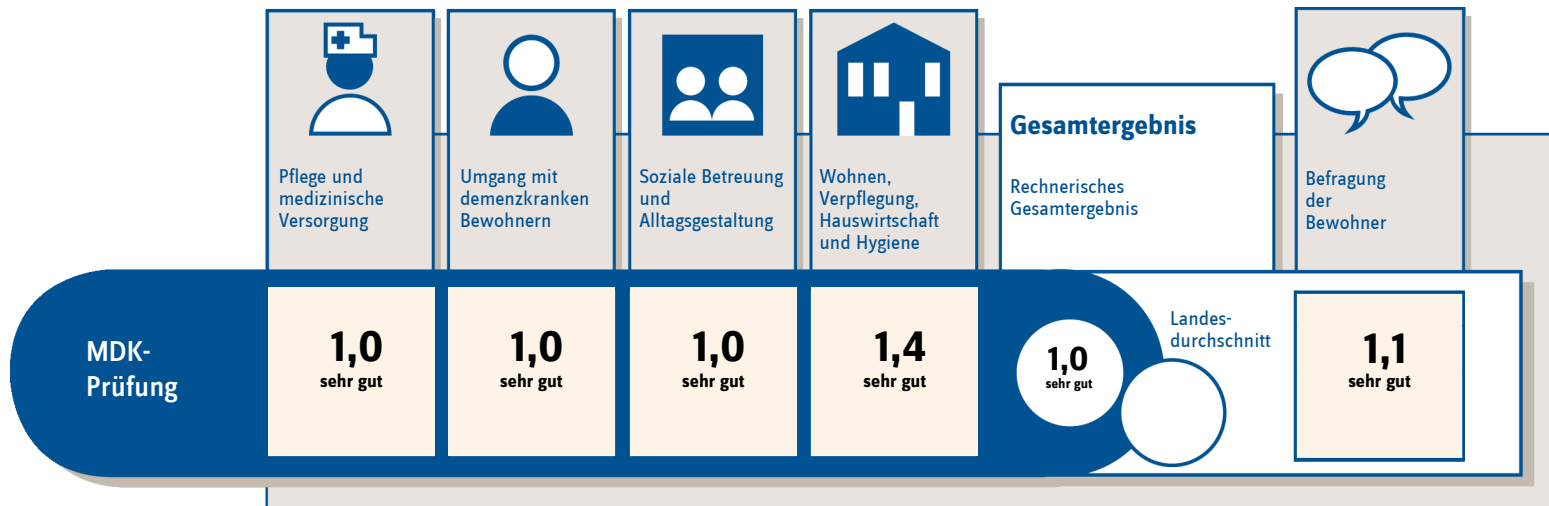 Pflege und
medizinische
Versorgung
Umgang mit
demenzkranken
Bewohnern
Soziale Betreuung
und
Alltagsgestaltung
Wohnen,
Verpflegung,
Hauswirtschaft
und Hygiene
Gesamtergebnis
Rechnerisches
Gesamtergebnis
Befragung
der
Bewohner
MDK-
Prüfung
1,0
sehr gut
1,0
sehr gut
1,0
sehr gut
1,4
sehr gut
1,0
sehr gut
Landes-
durchschnitt
1,1
sehr gut